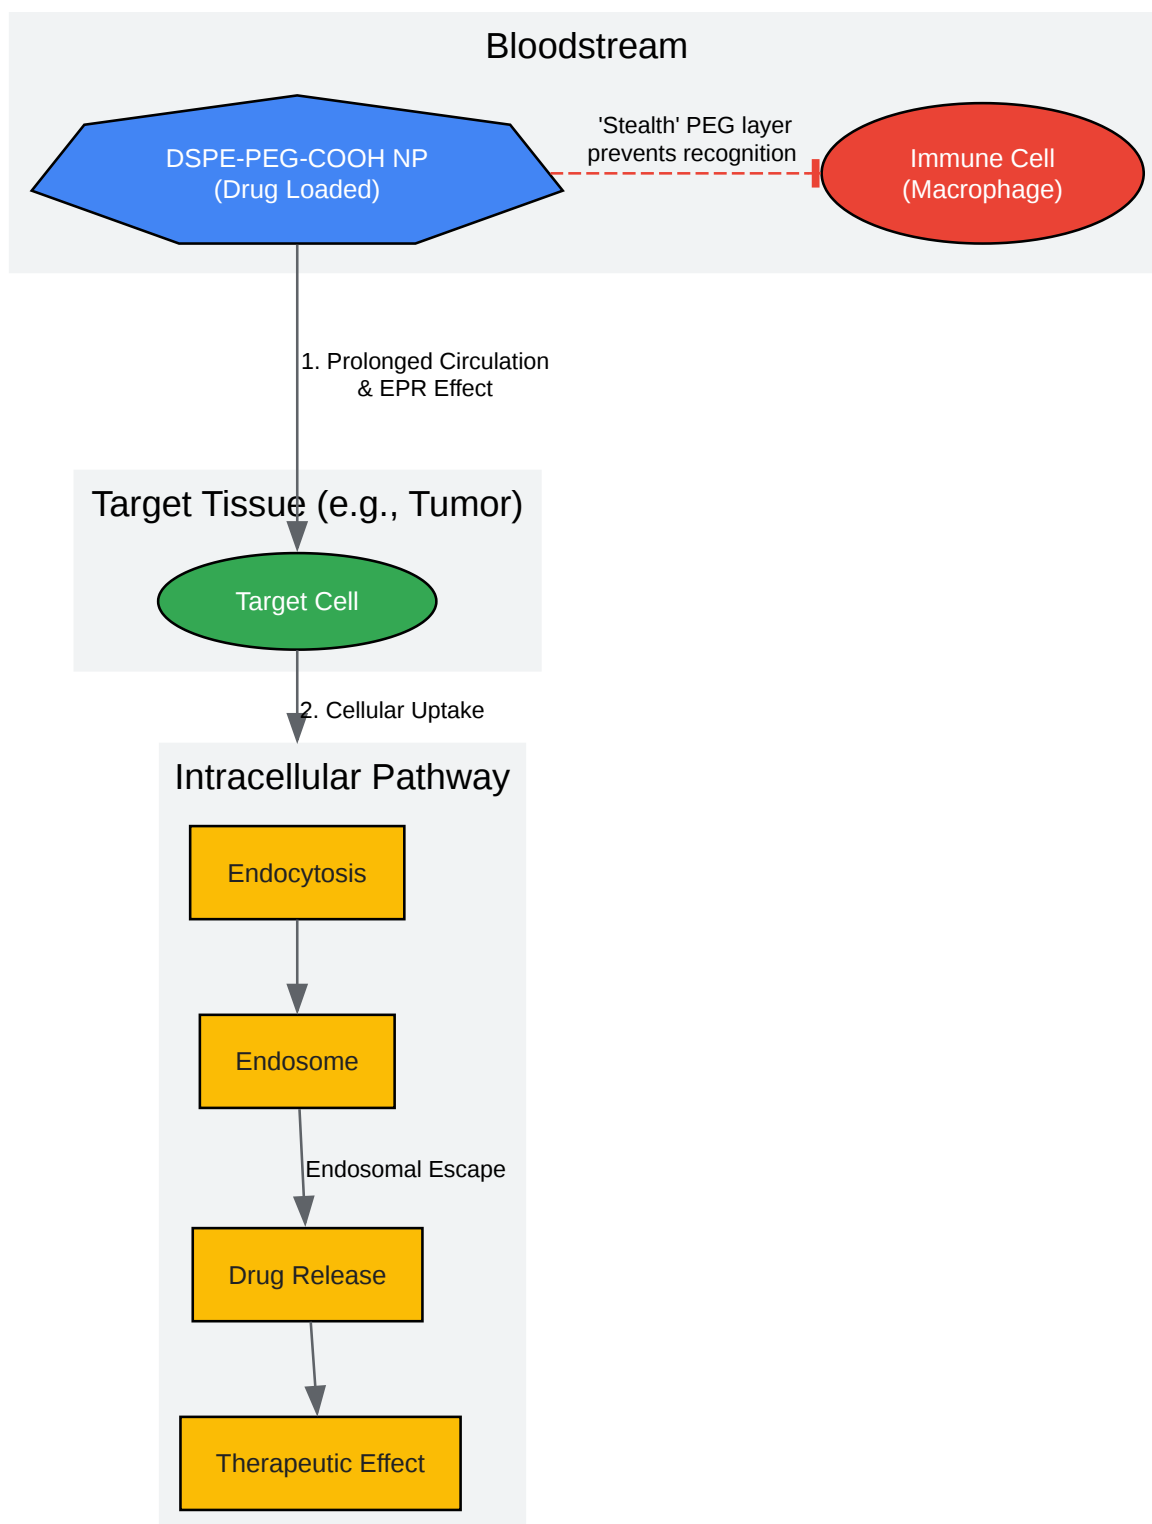 Bloodstream
DSPE-PEG-COOH NP
(Drug Loaded)
'Stealth' PEG layer
prevents recognition
Immune Cell
(Macrophage)
1. Prolonged Circulation
& EPR Effect
Target Tissue (e.g., Tumor)
Target Cell
2. Cellular Uptake
Intracellular Pathway
Endocytosis
Endosome
Endosomal Escape
Drug Release
Therapeutic Effect